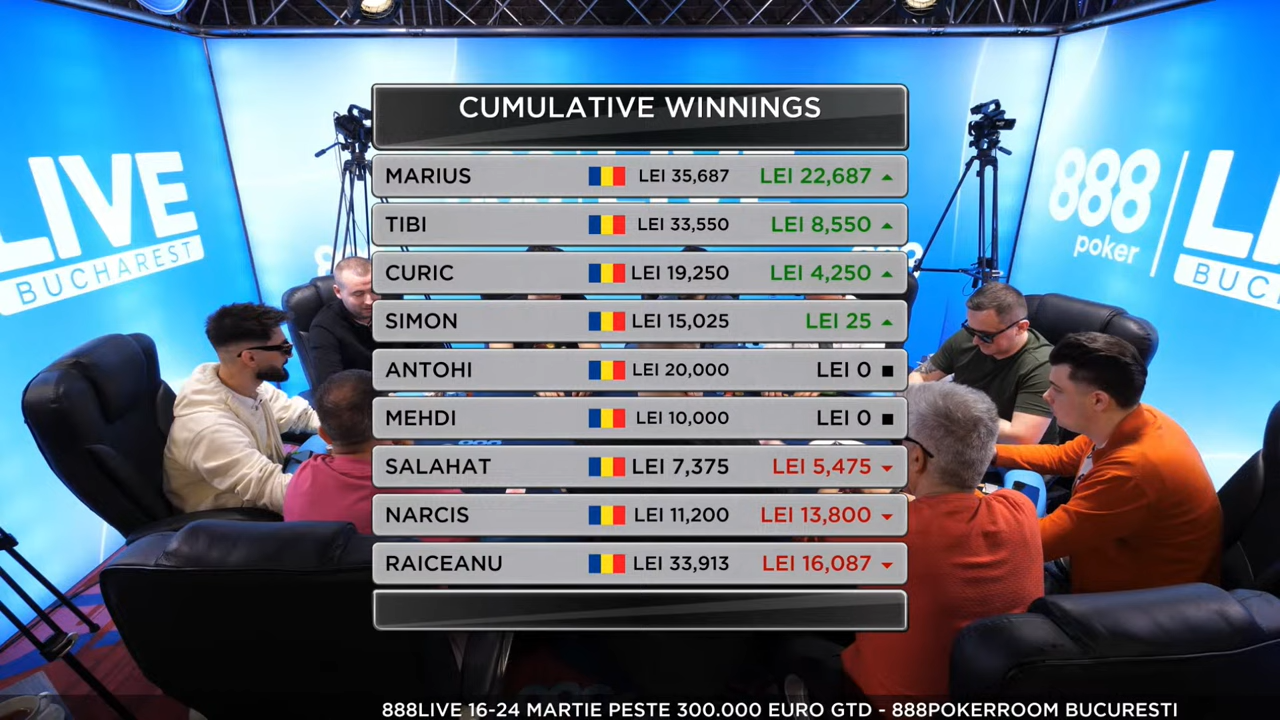 CUMULATIVE WINNINGS
MARIUS LEI 35,687 LEI 22,687
TIBI LEI 33,550 LEI 8,550
CURIC LEI 19,250 LEI 4,250
SIMON LEI 15,025 LEI 25
ANTOHI LEI 20,000 LEI 0
MEHDI LEI 10,000 LEI 0
SALAHAT LEI 7,375 LEI 5,475
NARCIS LEI 11,200 LEI 13,800
RAICEANU LEI 33,913 LEI 16,087
LIVE
BUCHAREST
888
poker
888LIVE 16-24 MARTIE PESTE 300.000 EURO GTD - 888POKERROOM BUCURESTI